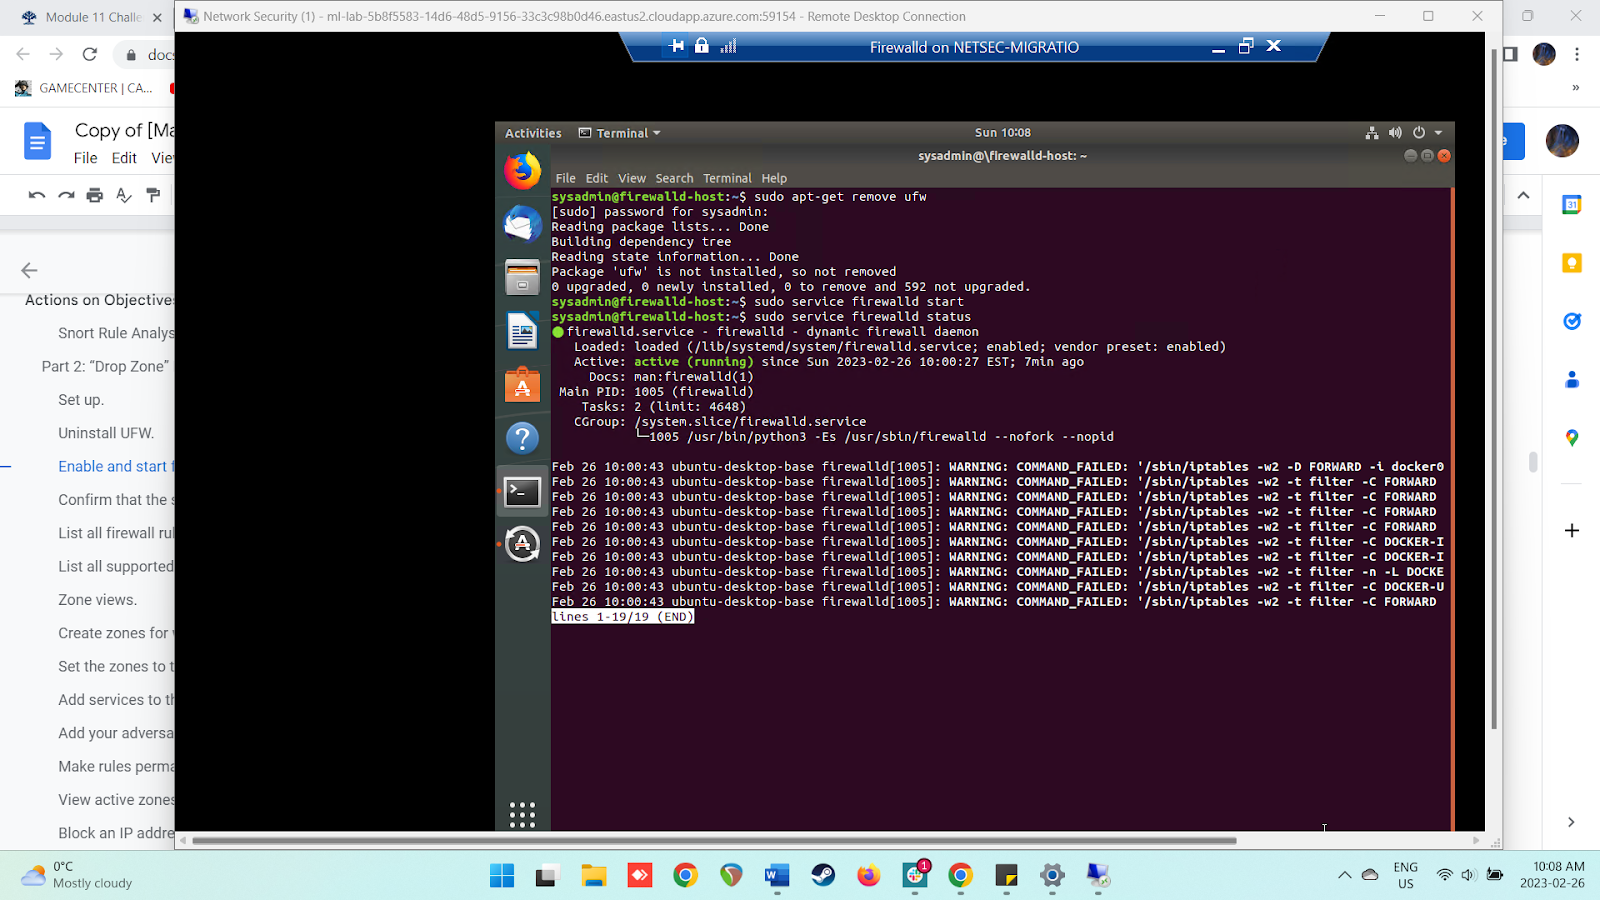 Module 11 Challe
Network Security (1) - ml-lab-5b8f5583-14d6-48d5-9156-33c3c98b0d46.eastus2.cloudapp.azure.com:59154 - Remote Desktop Connection
docs
Firewalld on NETSEC-MIGRATIO
GAMECENTER | CA...
»
Copy of [Ma
File Edit Vie
Activities Terminal Sun 10:08
sysadmin@\firewalld-host: ~
File Edit View Search Terminal Help
sysadmin@firewalld-host:~$ sudo apt-get remove ufw
[sudo] password for sysadmin:
Reading package lists... Done
Building dependency tree
Reading state information... Done
Package 'ufw' is not installed, so not removed
0 upgraded, 0 newly installed, 0 to remove and 592 not upgraded.
sysadmin@firewalld-host:~$ sudo service firewalld start
sysadmin@firewalld-host:~$ sudo service firewalld status
● firewalld.service - firewalld - dynamic firewall daemon
Loaded: loaded (/lib/systemd/system/firewalld.service; enabled; vendor preset: enabled)
Active: active (running) since Sun 2023-02-26 10:00:27 EST; 7min ago
Docs: man:firewalld(1)
Main PID: 1005 (firewalld)
Tasks: 2 (limit: 4648)
CGroup: /system.slice/firewalld.service
└─1005 /usr/bin/python3 -Es /usr/sbin/firewalld --nofork --nopid
Feb 26 10:00:43 ubuntu-desktop-base firewalld[1005]: WARNING: COMMAND_FAILED: '/sbin/iptables -w2 -D FORWARD -i docker0
Feb 26 10:00:43 ubuntu-desktop-base firewalld[1005]: WARNING: COMMAND_FAILED: '/sbin/iptables -w2 -t filter -C FORWARD
Feb 26 10:00:43 ubuntu-desktop-base firewalld[1005]: WARNING: COMMAND_FAILED: '/sbin/iptables -w2 -t filter -C FORWARD
Feb 26 10:00:43 ubuntu-desktop-base firewalld[1005]: WARNING: COMMAND_FAILED: '/sbin/iptables -w2 -t filter -C FORWARD
Feb 26 10:00:43 ubuntu-desktop-base firewalld[1005]: WARNING: COMMAND_FAILED: '/sbin/iptables -w2 -t filter -C FORWARD
Feb 26 10:00:43 ubuntu-desktop-base firewalld[1005]: WARNING: COMMAND_FAILED: '/sbin/iptables -w2 -t filter -C DOCKER-I
Feb 26 10:00:43 ubuntu-desktop-base firewalld[1005]: WARNING: COMMAND_FAILED: '/sbin/iptables -w2 -t filter -C DOCKER-I
Feb 26 10:00:43 ubuntu-desktop-base firewalld[1005]: WARNING: COMMAND_FAILED: '/sbin/iptables -w2 -t filter -n -L DOCKE
Feb 26 10:00:43 ubuntu-desktop-base firewalld[1005]: WARNING: COMMAND_FAILED: '/sbin/iptables -w2 -t filter -C DOCKER-U
Feb 26 10:00:43 ubuntu-desktop-base firewalld[1005]: WARNING: COMMAND_FAILED: '/sbin/iptables -w2 -t filter -C FORWARD
lines 1-19/19 (END)
Actions on Objectives
Snort Rule Analys
Part 2: “Drop Zone”
Set up.
Uninstall UFW.
Enable and start f
Confirm that the s
List all firewall rul
List all supported
Zone views.
Create zones for w
Set the zones to t
Add services to th
Add your adversa
Make rules perma
View active zones
Block an IP addre
31
0°C
Mostly cloudy
1
ENG
US
10:08 AM
2023-02-26